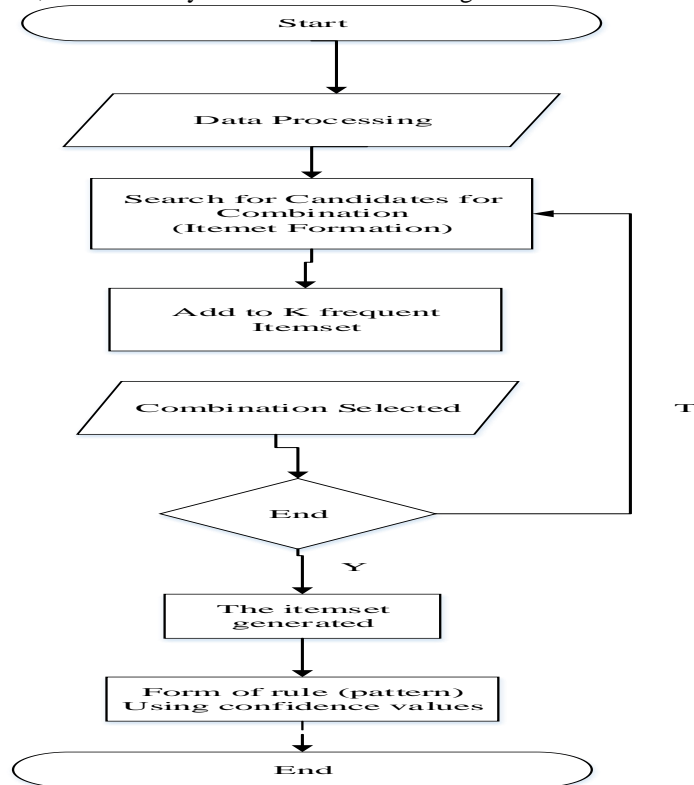 Start
Data Processing
Search for Candidates for
Combination
(Itemet Formation)
Add to K frequent
Itemset
Combination Selected
T
End
Y
The itemset
generated
Form of rule (pattern)
Using confidence values
End